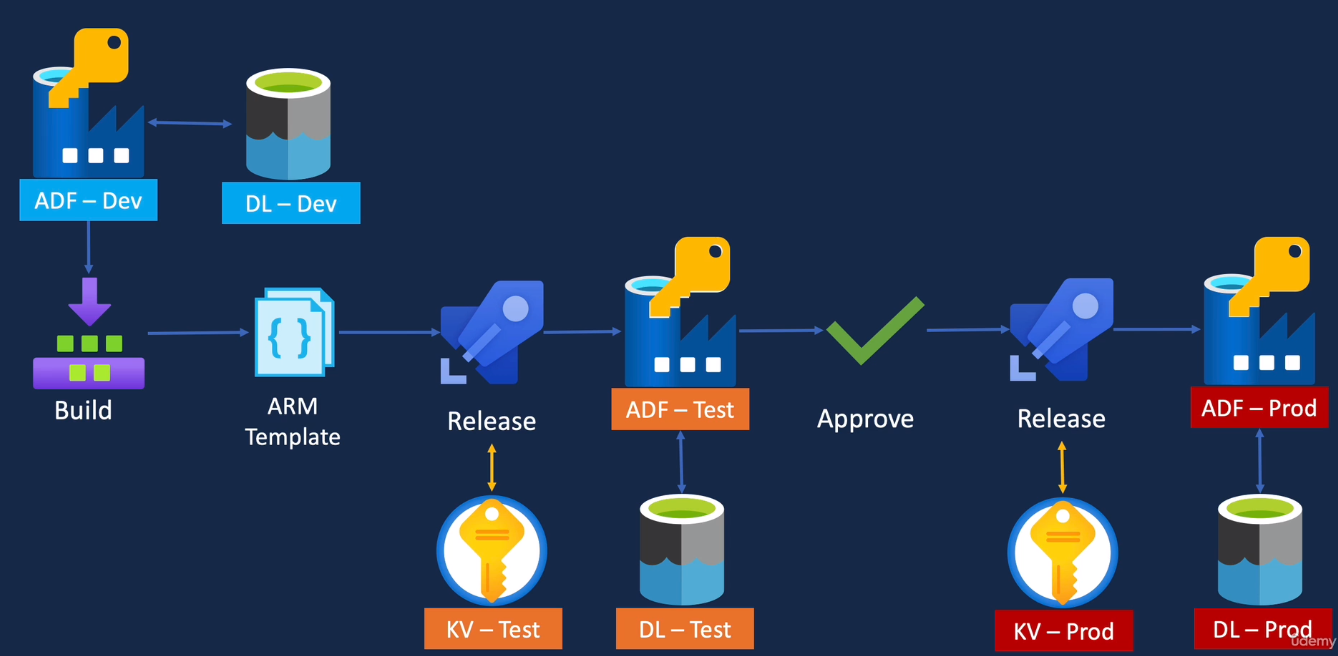 ADF – Dev
DL – Dev
Build
ARM
Template
Release
ADF – Test
Approve
Release
ADF – Prod
KV – Test
DL – Test
KV – Prod
DL – Prod
{ }
udemy